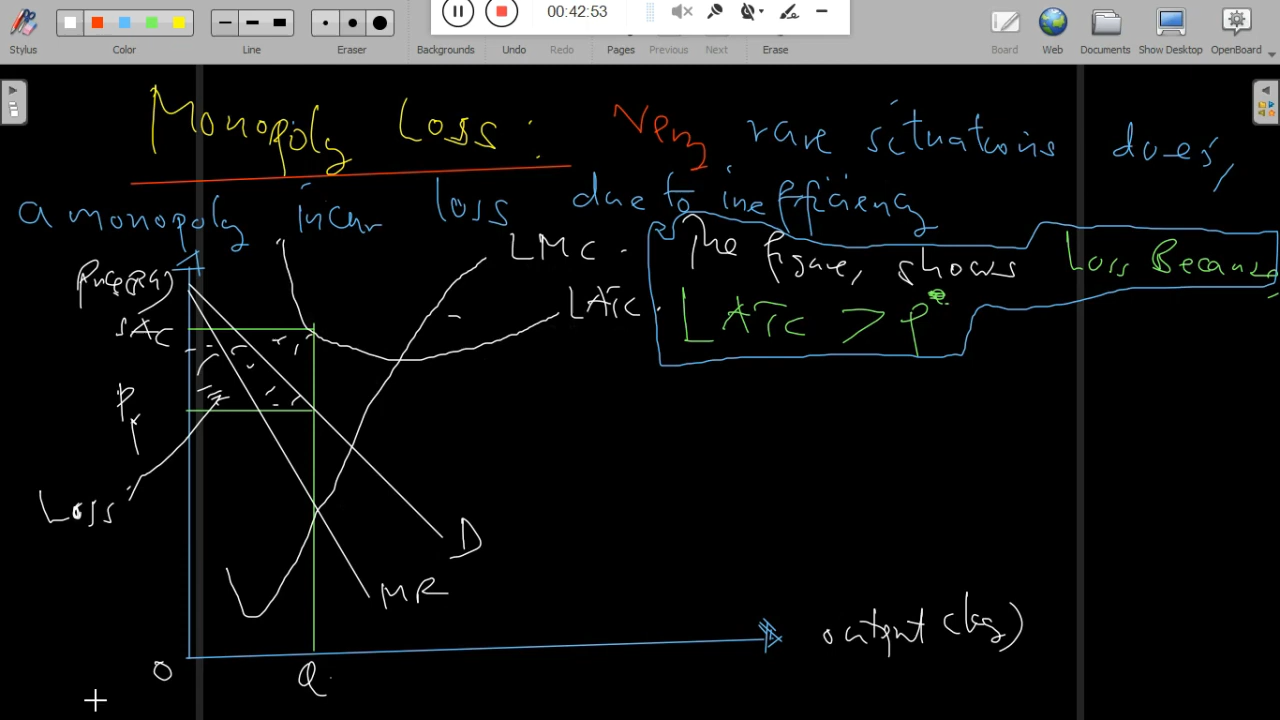 00:42:53
Stylus Color Line Eraser Backgrounds Undo Redo Pages Previous Next Erase Board Web Documents Show Desktop OpenBoard
Monopoly Loss: Very rare situations does,
a monopoly incur loss due to inefficiency
The figure, shows Loss Because,
LATC > P
LMC
LATC
SAC
P
Loss
D
MR
output (kg)
O
Q